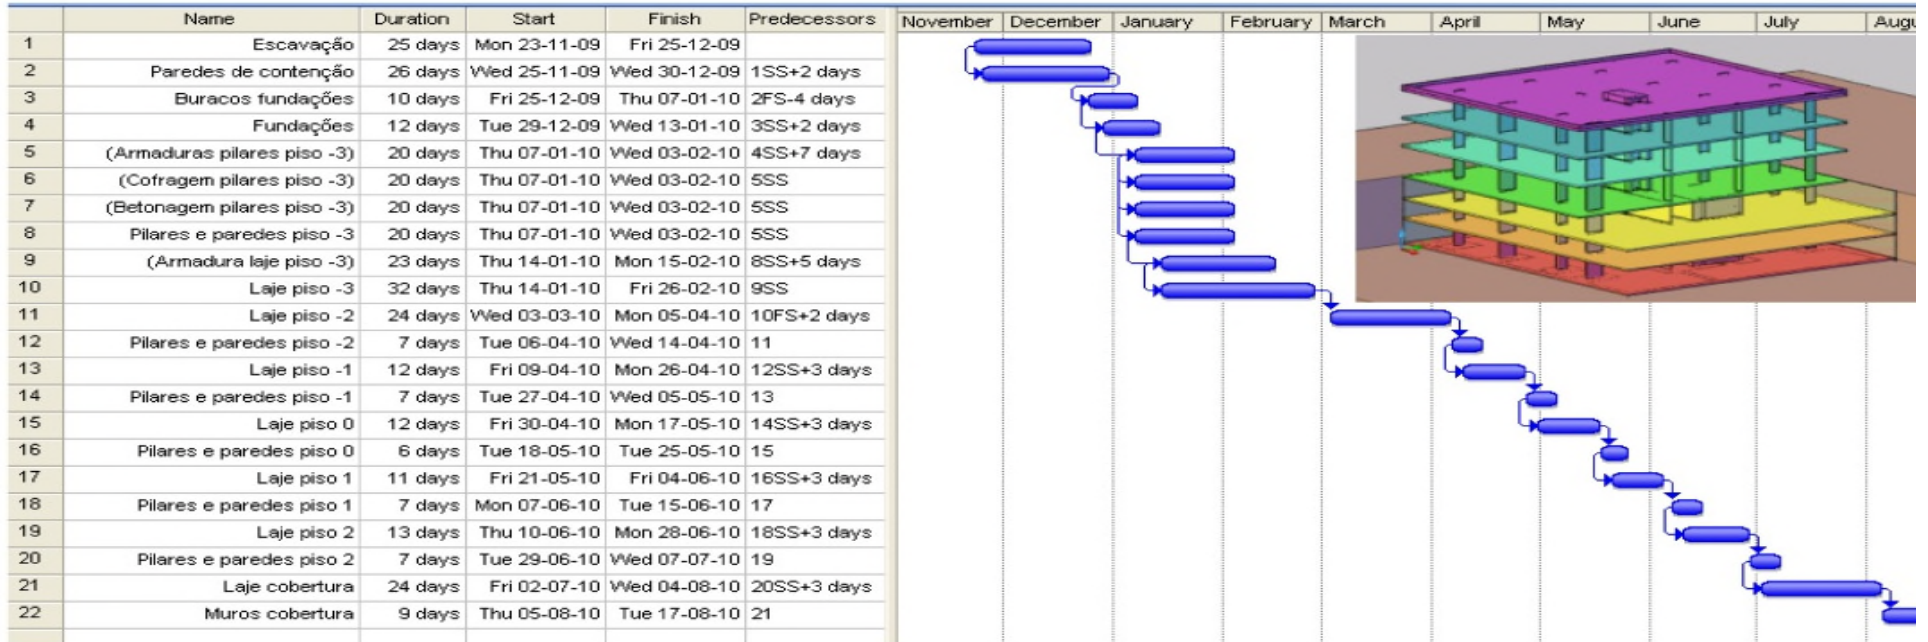 Name Duration Start Finish Predecessors November December January February March April May June July Augu
1 Escavação 25 days Mon 23-11-09 Fri 25-12-09
2 Paredes de contenção 26 days Wed 25-11-09 Wed 30-12-09 1SS+2 days
3 Buracos fundações 10 days Fri 25-12-09 Thu 07-01-10 2FS-4 days
4 Fundações 12 days Tue 29-12-09 Wed 13-01-10 3SS+2 days
5 (Armaduras pilares piso -3) 20 days Thu 07-01-10 Wed 03-02-10 4SS+7 days
6 (Cofragem pilares piso -3) 20 days Thu 07-01-10 Wed 03-02-10 5SS
7 (Betonagem pilares piso -3) 20 days Thu 07-01-10 Wed 03-02-10 5SS
8 Pilares e paredes piso -3 20 days Thu 07-01-10 Wed 03-02-10 5SS
9 (Armadura laje piso -3) 23 days Thu 14-01-10 Mon 15-02-10 8SS+5 days
10 Laje piso -3 32 days Thu 14-01-10 Fri 26-02-10 9SS
11 Laje piso -2 24 days Wed 03-03-10 Mon 05-04-10 10FS+2 days
12 Pilares e paredes piso -2 7 days Tue 06-04-10 Wed 14-04-10 11
13 Laje piso -1 12 days Fri 09-04-10 Mon 26-04-10 12SS+3 days
14 Pilares e paredes piso -1 7 days Tue 27-04-10 Wed 05-05-10 13
15 Laje piso 0 12 days Fri 30-04-10 Mon 17-05-10 14SS+3 days
16 Pilares e paredes piso 0 6 days Tue 18-05-10 Tue 25-05-10 15
17 Laje piso 1 11 days Fri 21-05-10 Fri 04-06-10 16SS+3 days
18 Pilares e paredes piso 1 7 days Mon 07-06-10 Tue 15-06-10 17
19 Laje piso 2 13 days Thu 10-06-10 Mon 28-06-10 18SS+3 days
20 Pilares e paredes piso 2 7 days Tue 29-06-10 Wed 07-07-10 19
21 Laje cobertura 24 days Fri 02-07-10 Wed 04-08-10 20SS+3 days
22 Muros cobertura 9 days Thu 05-08-10 Tue 17-08-10 21